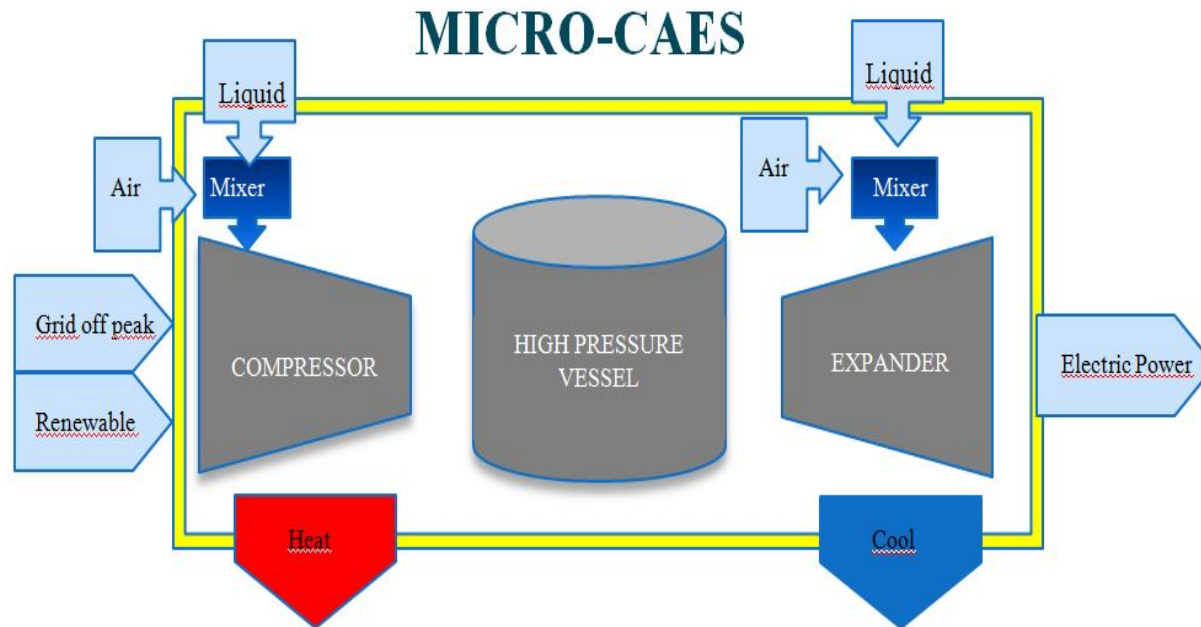 MICRO-CAES
Liquid
Liquid
Air
Mixer
Air
Mixer
Grid off peak
Renewable
COMPRESSOR
HIGH PRESSURE
VESSEL
EXPANDER
Electric Power
Heat
Cool